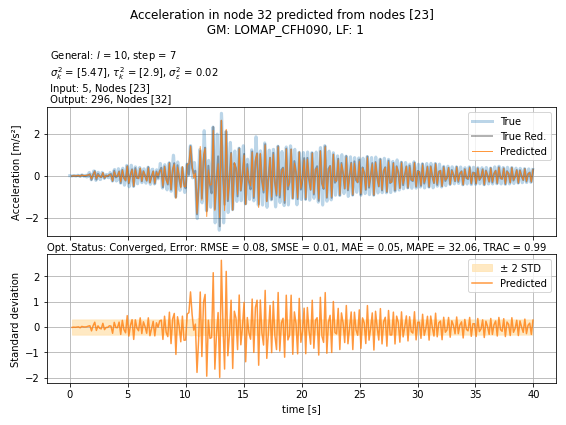 Acceleration in node 32 predicted from nodes [23]
GM: LOMAP_CFH090, LF: 1
General: l = 10, step = 7
σ²ₖ = [5.47], τ²ₖ = [2.9], σ²ε = 0.02
Input: 5, Nodes [23]
Output: 296, Nodes [32]
Acceleration [m/s²]
2
0
−2
True
True Red.
Predicted
Opt. Status: Converged, Error: RMSE = 0.08, SMSE = 0.01, MAE = 0.05, MAPE = 32.06, TRAC = 0.99
Standard deviation
2
1
0
−1
−2
± 2 STD
Predicted
0 5 10 15 20 25 30 35 40
time [s]